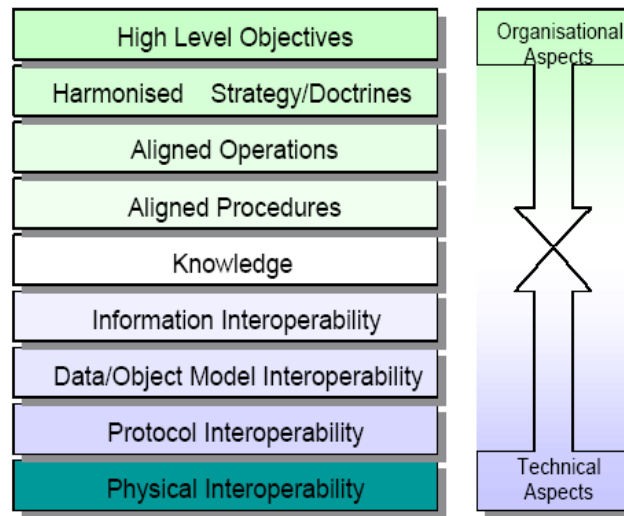 High Level Objectives
Harmonised Strategy/Doctrines
Aligned Operations
Aligned Procedures
Knowledge
Information Interoperability
Data/Object Model Interoperability
Protocol Interoperability
Physical Interoperability
Organisational
Aspects
Technical
Aspects